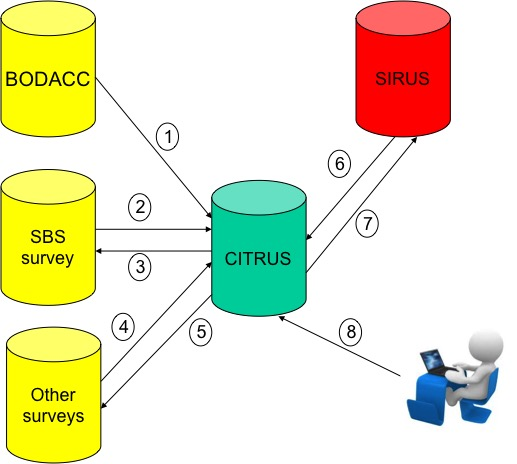 BODACC
SIRUS
1
6
2
SBS
survey
3
7
CITRUS
4
5
8
Other
surveys